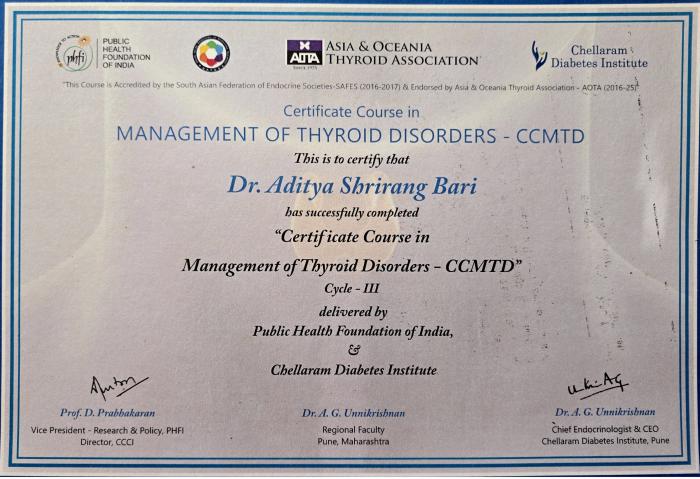 phfi
PUBLIC
HEALTH
FOUNDATION
OF INDIA
AOTA
Since 1975
ASIA & OCEANIA
THYROID ASSOCIATION
Chellaram
Diabetes Institute
"This Course is Accredited by the South Asian Federation of Endocrine Societies-SAFES (2016-2017) & Endorsed by Asia & Oceania Thyroid Association - AOTA (2016-25)"
Certificate Course in
MANAGEMENT OF THYROID DISORDERS - CCMTD
This is to certify that
Dr. Aditya Shrirang Bari
has successfully completed
"Certificate Course in
Management of Thyroid Disorders - CCMTD"
Cycle - III
delivered by
Public Health Foundation of India,
&
Chellaram Diabetes Institute
Prof. D. Prabhakaran
Vice President - Research & Policy, PHFI
Director, CCCI
Dr. A. G. Unnikrishnan
Regional Faculty
Pune, Maharashtra
Dr. A. G. Unnikrishnan
Chief Endocrinologist & CEO
Chellaram Diabetes Institute, Pune